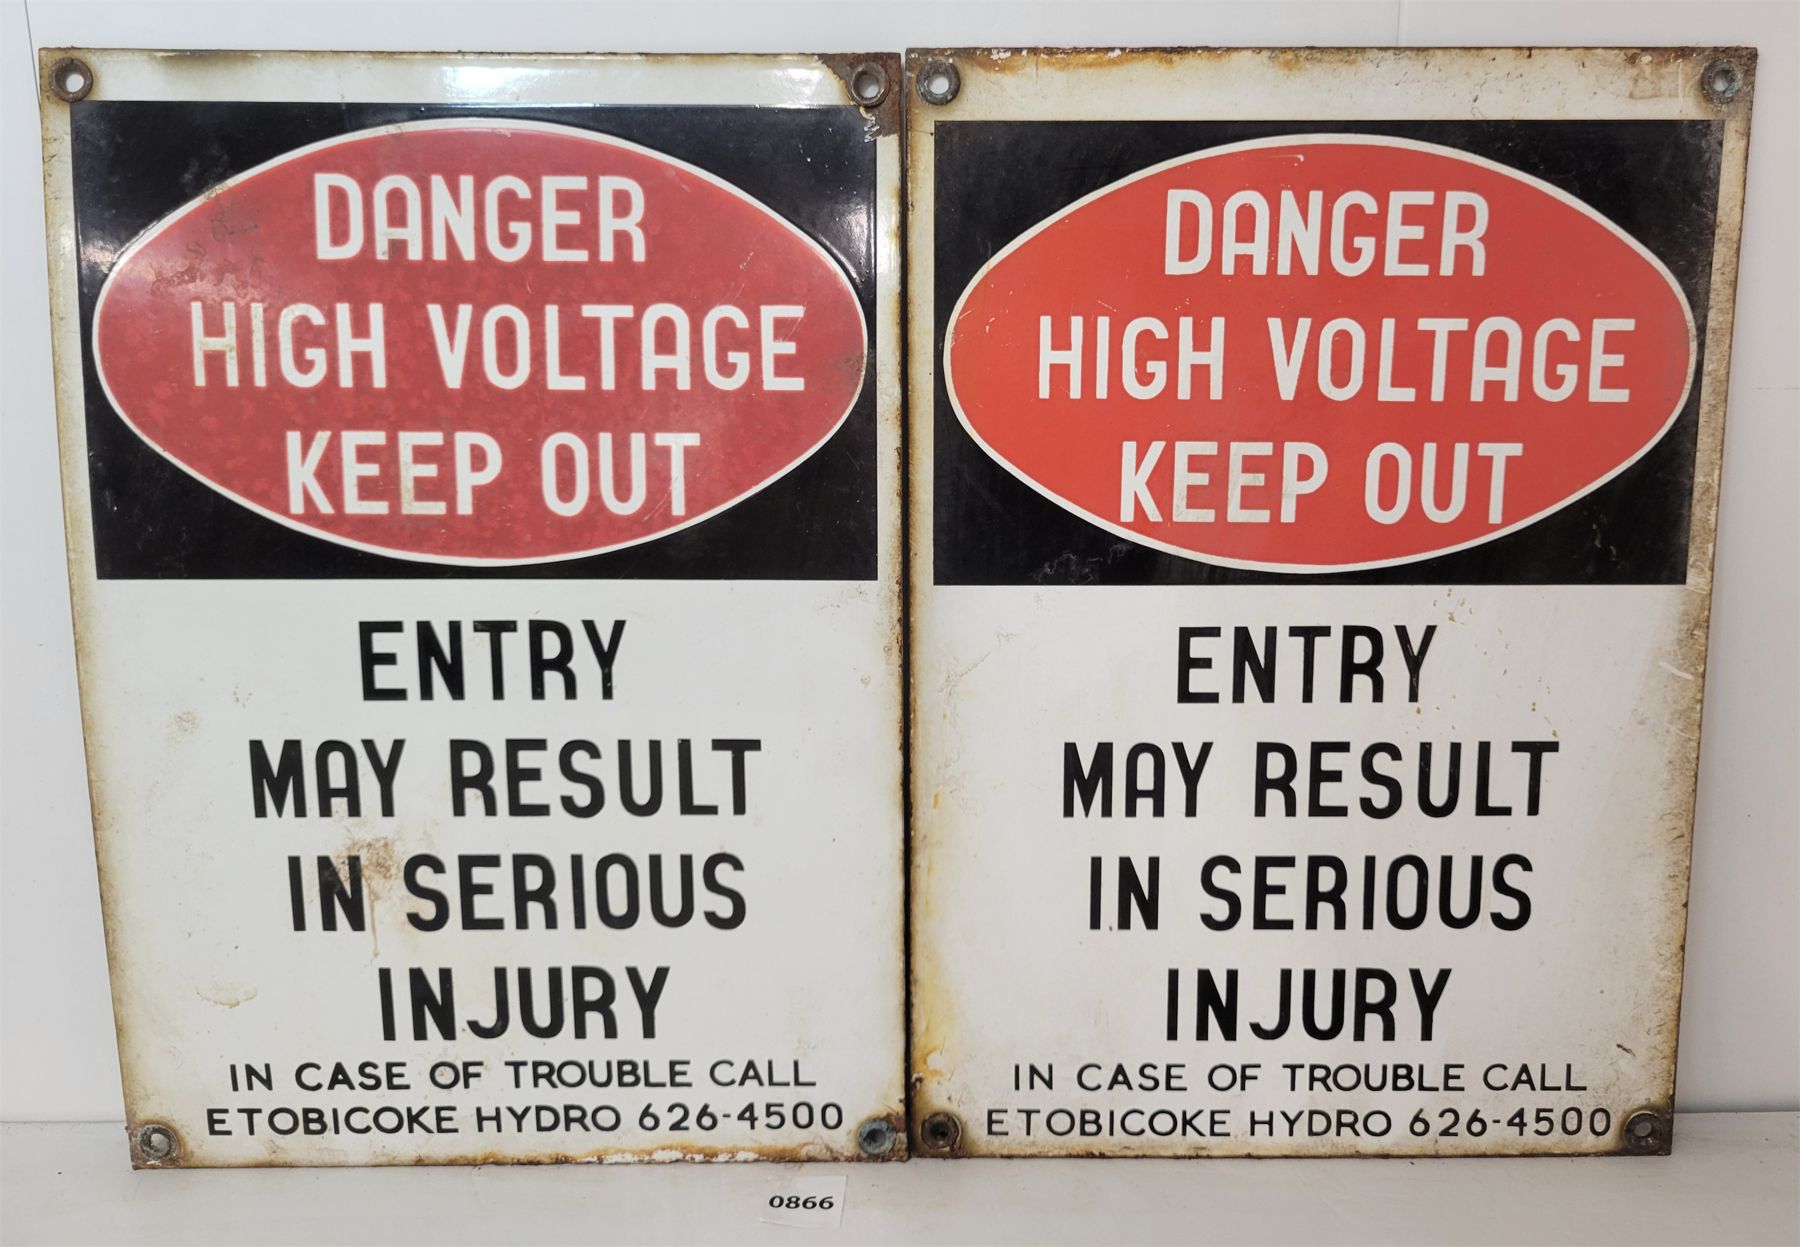 DANGER
HIGH VOLTAGE
KEEP OUT
ENTRY
MAY RESULT
IN SERIOUS
INJURY
IN CASE OF TROUBLE CALL
ETOBICOKE HYDRO 626-4500
DANGER
HIGH VOLTAGE
KEEP OUT
ENTRY
MAY RESULT
IN SERIOUS
INJURY
IN CASE OF TROUBLE CALL
ETOBICOKE HYDRO 626-4500
0866